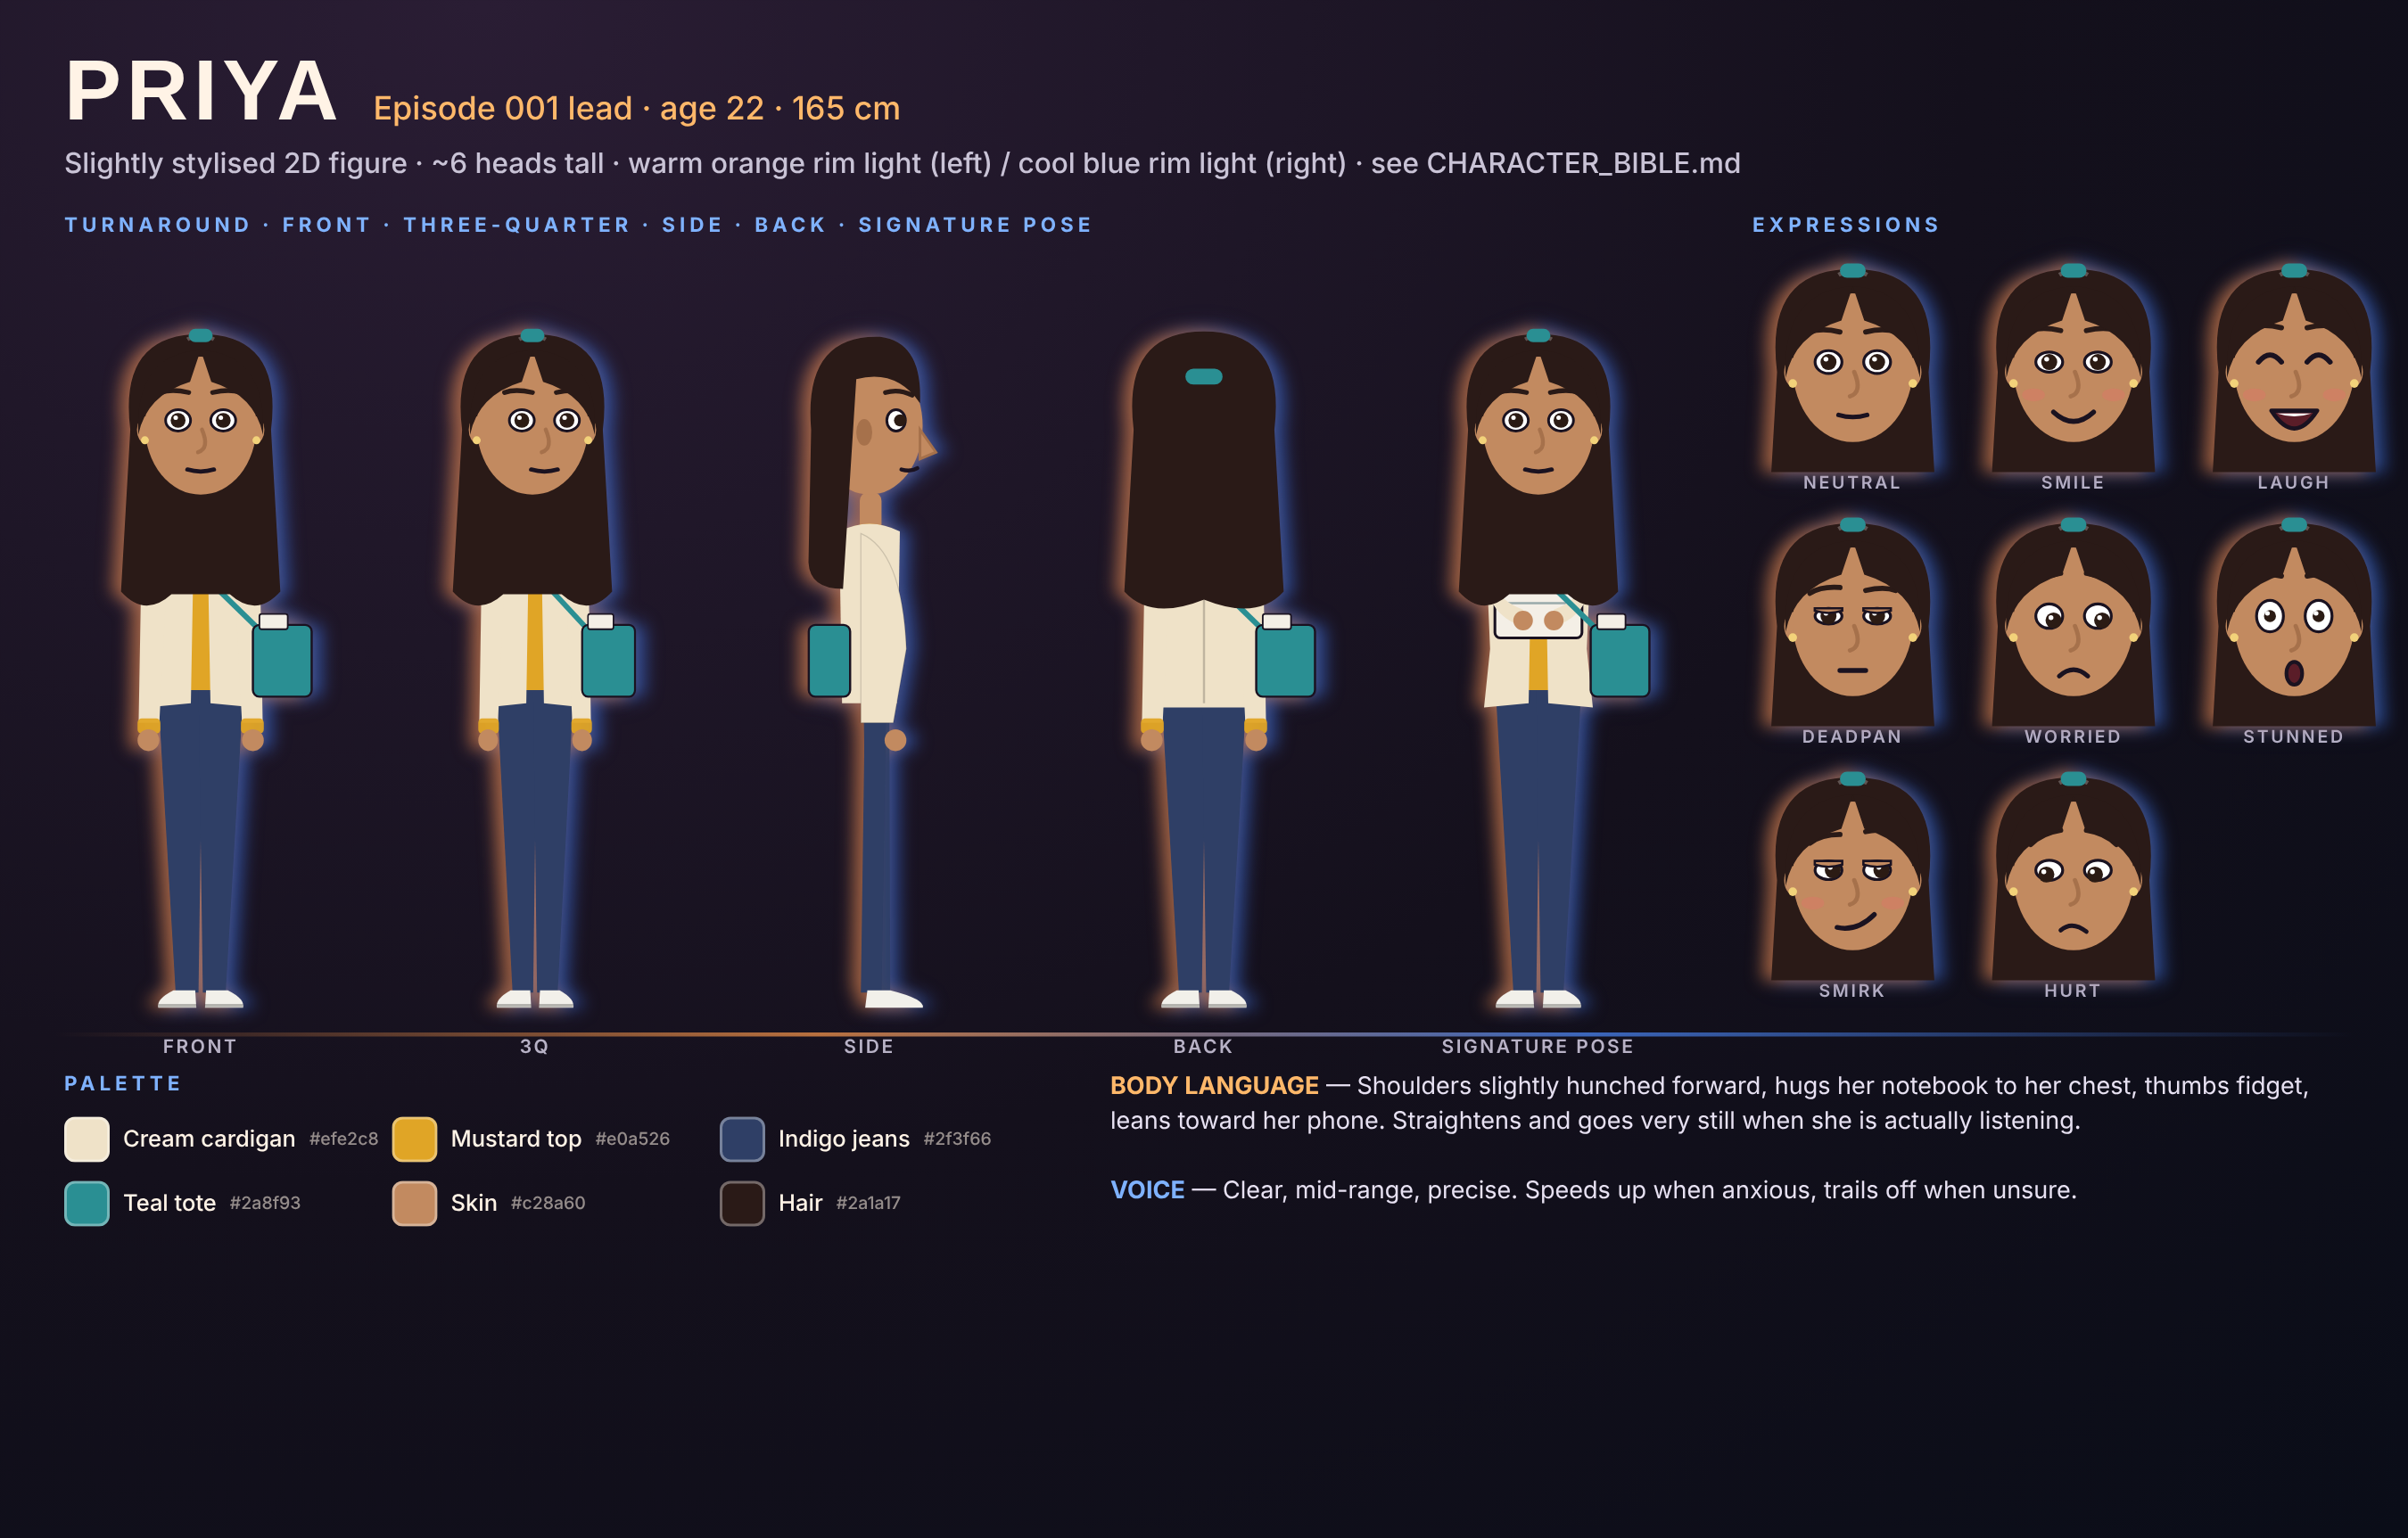 PRIYA Episode 001 lead · age 22 · 165 cm
Slightly stylised 2D figure · ~6 heads tall · warm orange rim light (left) / cool blue rim light (right) · see CHARACTER_BIBLE.md
TURNAROUND · FRONT · THREE-QUARTER · SIDE · BACK · SIGNATURE POSE
EXPRESSIONS
NEUTRAL SMILE LAUGH
DEADPAN WORRIED STUNNED
SMIRK HURT
FRONT 3Q SIDE BACK SIGNATURE POSE
PALETTE
Cream cardigan #efe2c8 Mustard top #e0a526 Indigo jeans #2f3f66
Teal tote #2a8f93 Skin #c28a60 Hair #2a1a17
BODY LANGUAGE — Shoulders slightly hunched forward, hugs her notebook to her chest, thumbs fidget,
leans toward her phone. Straightens and goes very still when she is actually listening.
VOICE — Clear, mid-range, precise. Speeds up when anxious, trails off when unsure.